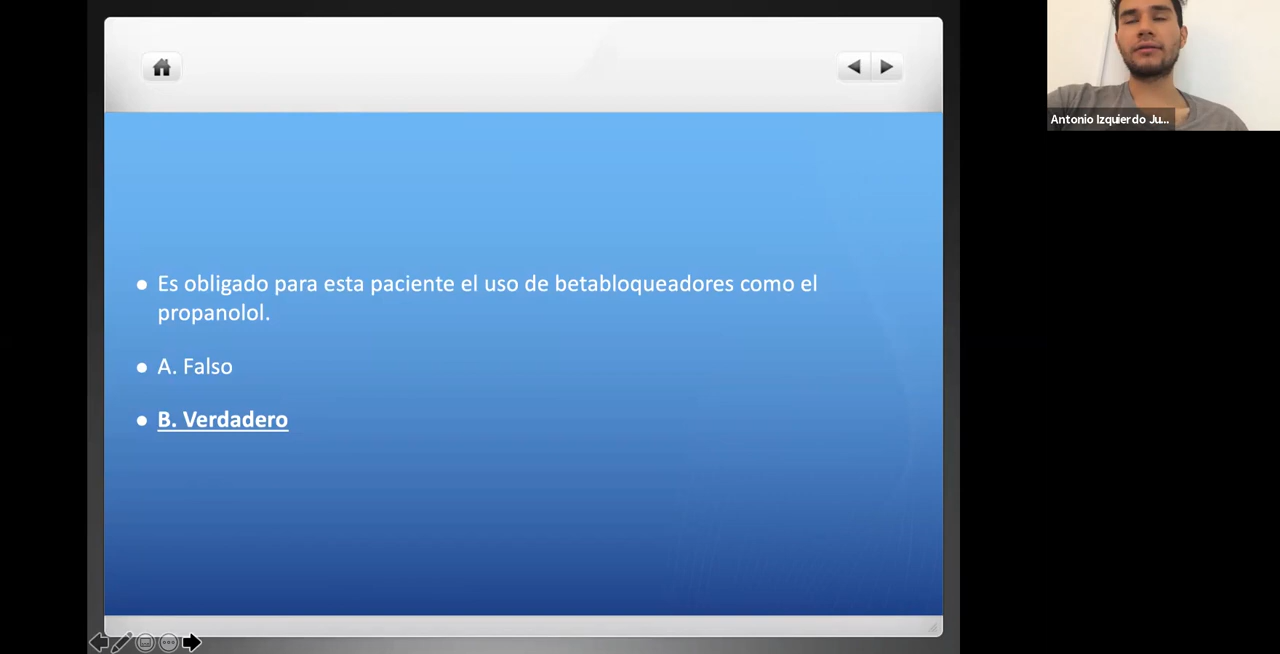 Es obligado para esta paciente el uso de betabloqueadores como el
propanolol.
A. Falso
B. Verdadero
Antonio Izquierdo Ju...